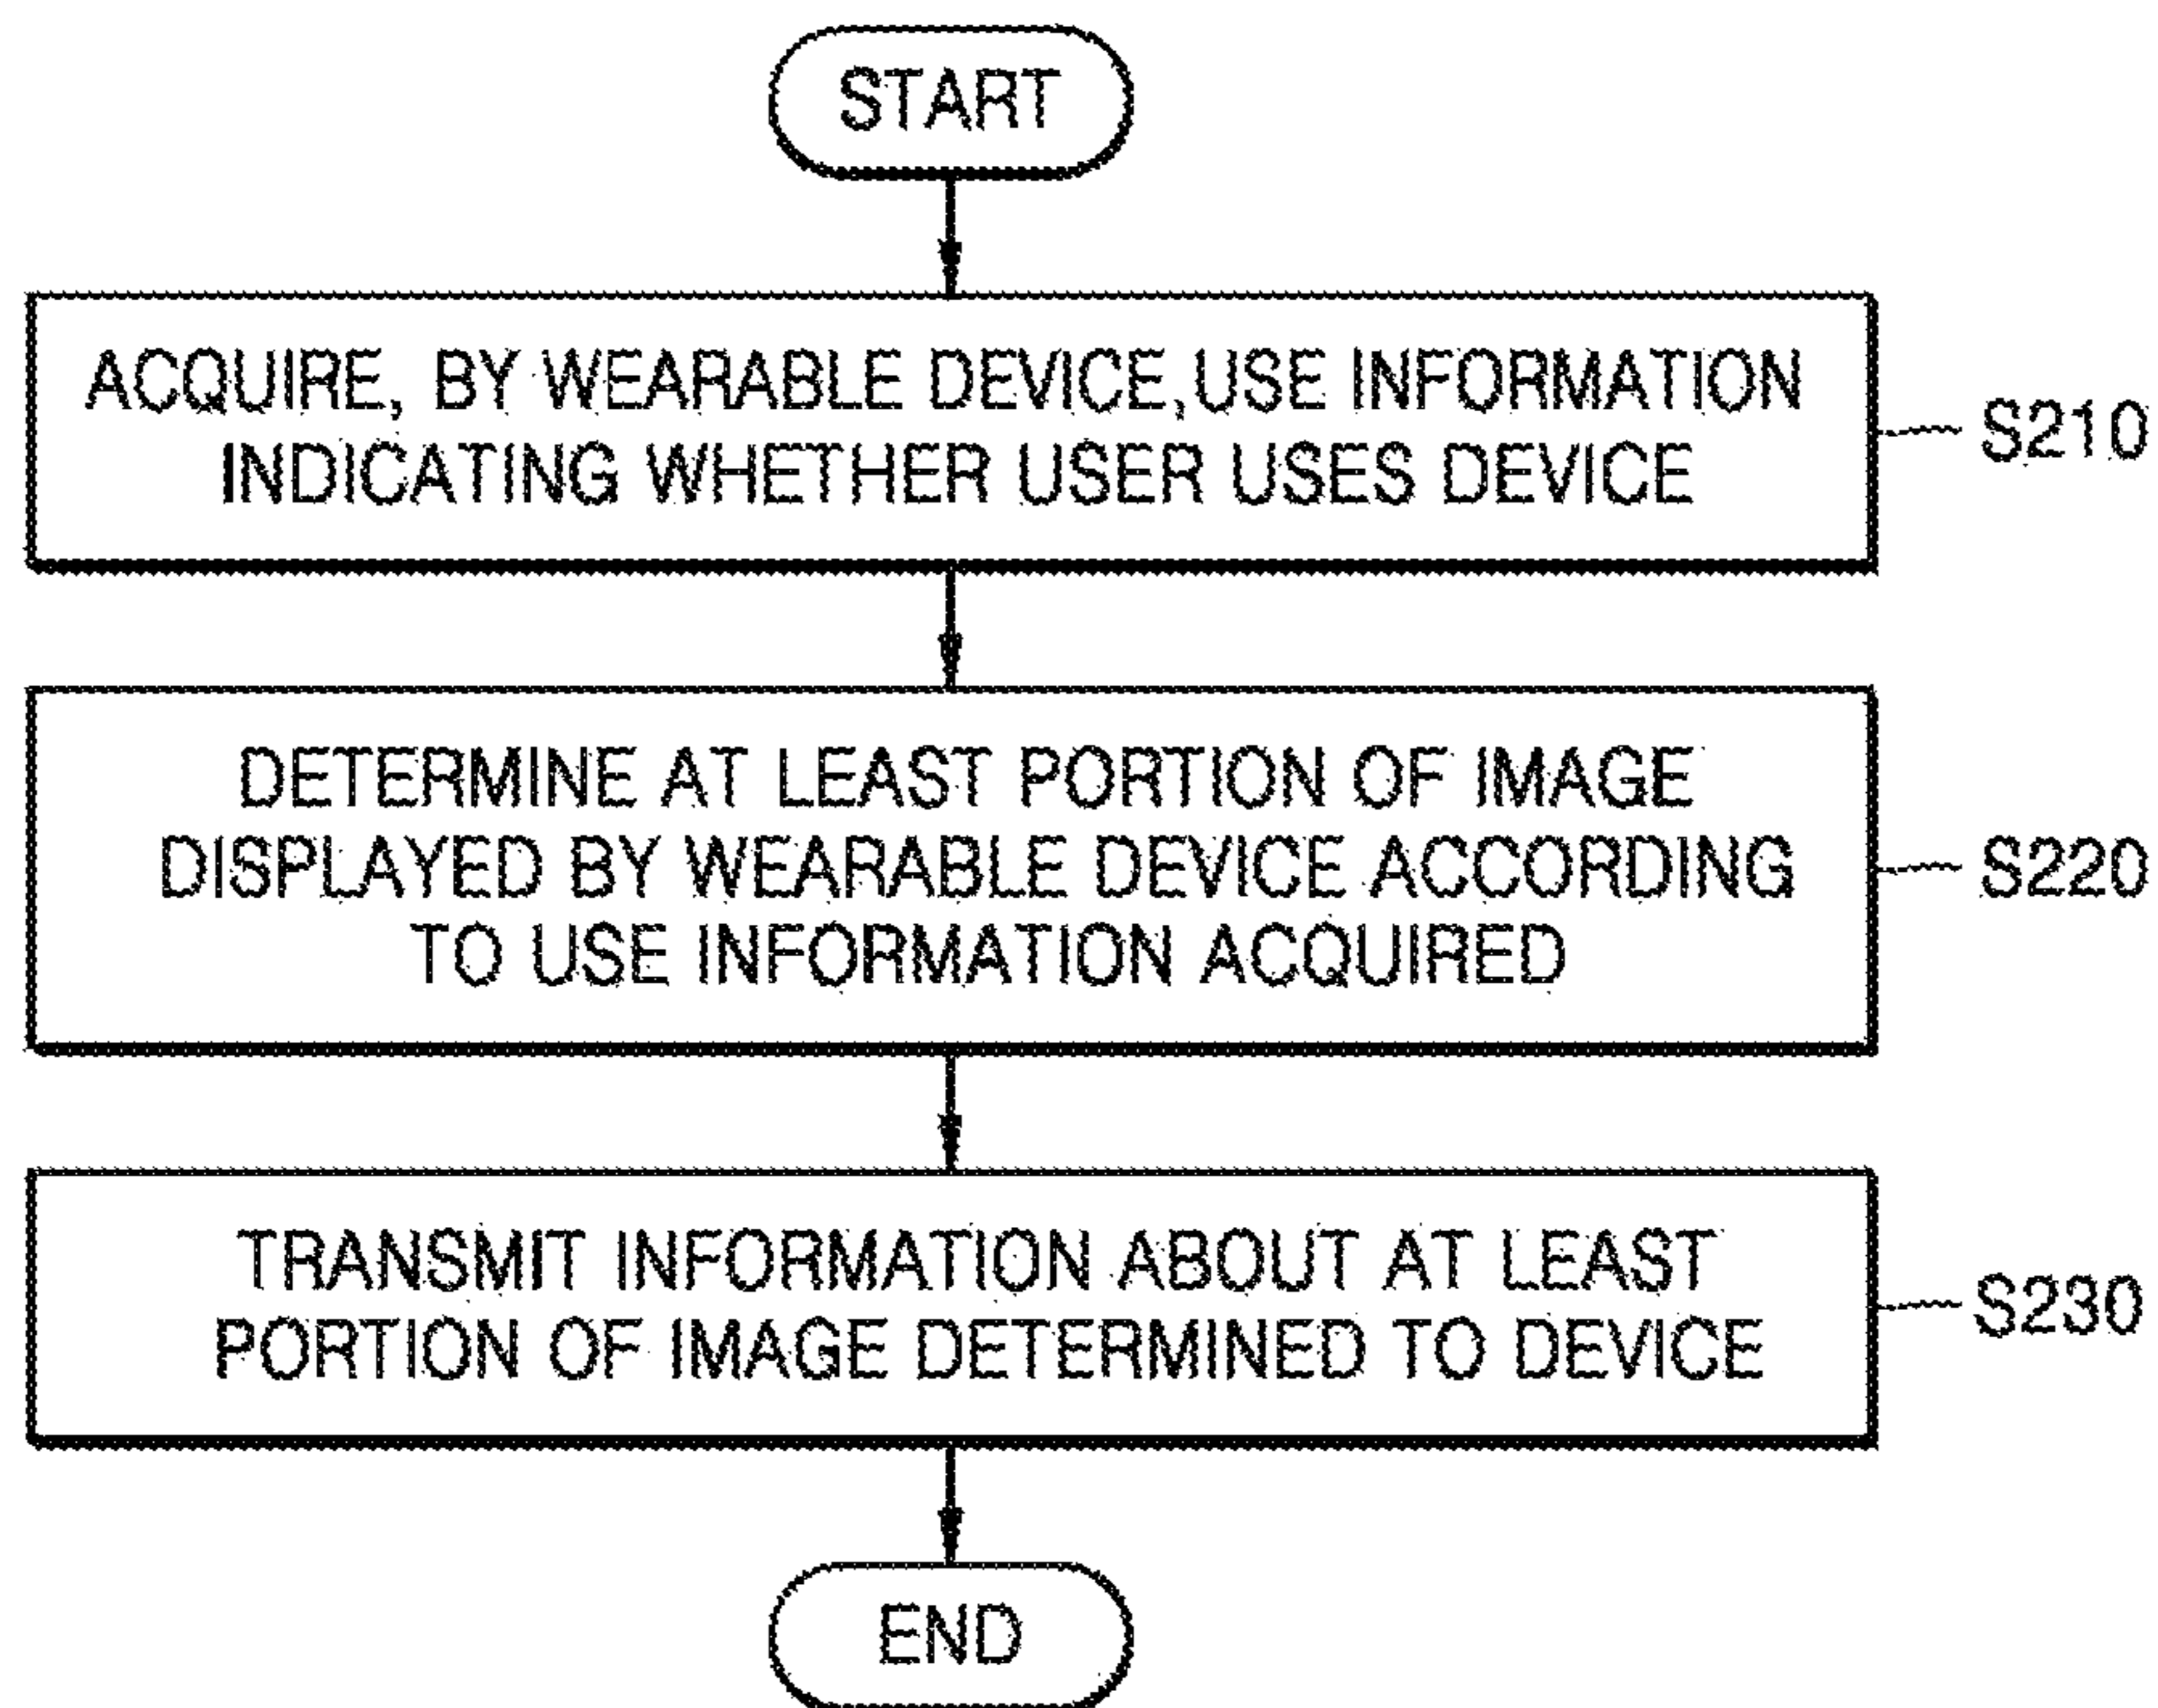 START
ACQUIRE, BY WEARABLE DEVICE, USE INFORMATION
INDICATING WHETHER USER USES DEVICE
S210
DETERMINE AT LEAST PORTION OF IMAGE
DISPLAYED BY WEARABLE DEVICE ACCORDING
TO USE INFORMATION ACQUIRED
S220
TRANSMIT INFORMATION ABOUT AT LEAST
PORTION OF IMAGE DETERMINED TO DEVICE
S230
END